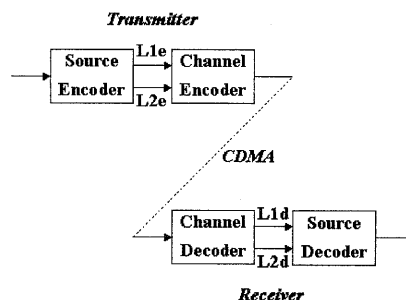 Transmitter
L1e
Source Encoder
Channel Encoder
L2e
CDMA
L1d
Channel Decoder
Source Decoder
L2d
Receiver